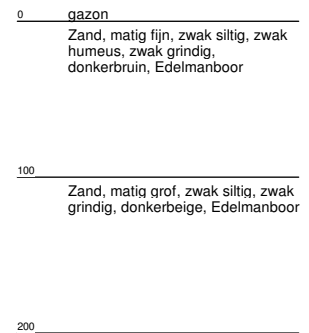 0 gazon
Zand, matig fijn, zwak siltig, zwak
humeus, zwak grindig,
donkerbruin, Edelmanboor
100
Zand, matig grof, zwak siltig, zwak
grindig, donkerbeige, Edelmanboor
200